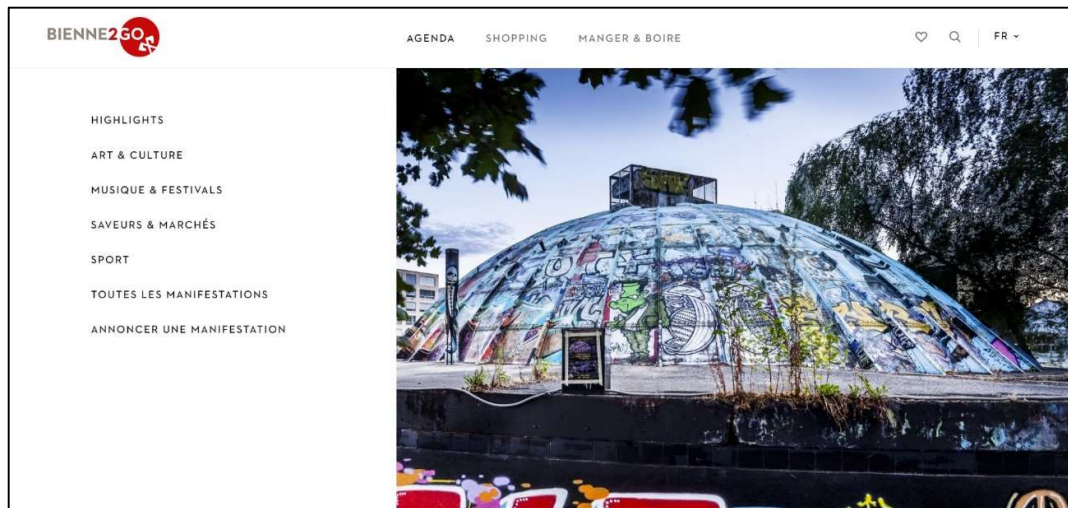 BIENNE2GO
AGENDA SHOPPING MANGER & BOIRE
FR
HIGHLIGHTS
ART & CULTURE
MUSIQUE & FESTIVALS
SAVEURS & MARCHÉS
SPORT
TOUTES LES MANIFESTATIONS
ANNONCER UNE MANIFESTATION